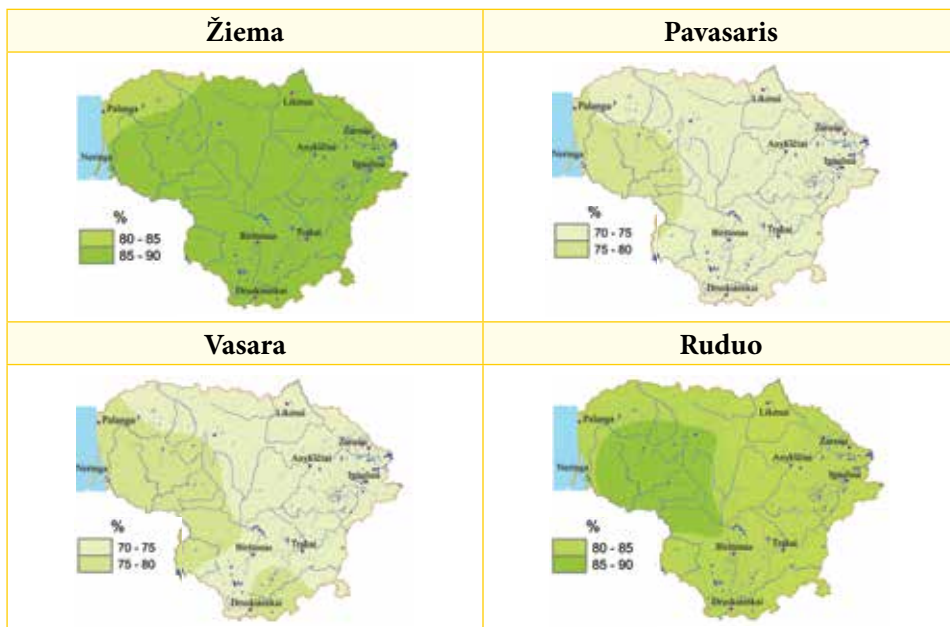 Žiema
Palanga
Likėnai
Zarasai
Anykščiai
Ignalina
Neringa
%
80 - 85
85 - 90
Birštonas
Trakai
Druskininkai
Pavasaris
Palanga
Likėnai
Zarasai
Anykščiai
Ignalina
Neringa
%
70 - 75
75 - 80
Birštonas
Trakai
Druskininkai
Vasara
Palanga
Likėnai
Zarasai
Anykščiai
Ignalina
Neringa
%
70 - 75
75 - 80
Birštonas
Trakai
Druskininkai
Ruduo
Palanga
Likėnai
Zarasai
Anykščiai
Ignalina
Neringa
%
80 - 85
85 - 90
Birštonas
Trakai
Druskininkai